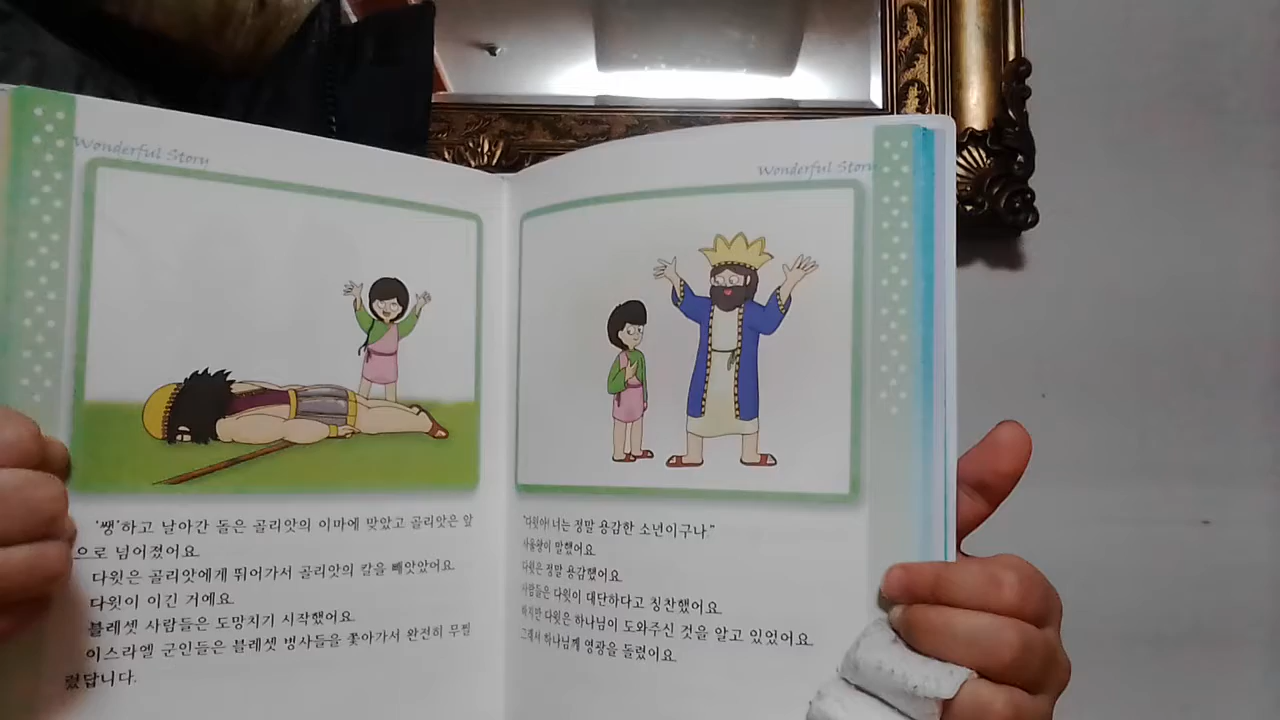 Wonderful Story
'쌩'하고 날아간 돌은 골리앗의 이마에 맞았고 골리앗은 앞
으로 넘어졌어요.
다윗은 골리앗에게 뛰어가서 골리앗의 칼을 빼앗았어요.
다윗이 이긴 거예요.
블레셋 사람들은 도망치기 시작했어요.
이스라엘 군인들은 블레셋 병사들을 쫓아가서 완전히 무찔
렀답니다.
Wonderful Story
"다윗아! 너는 정말 용감한 소년이구나."
사울왕이 말했어요.
다윗은 정말 용감했어요.
사람들은 다윗이 대단하다고 칭찬했어요.
하지만 다윗은 하나님이 도와주신 것을 알고 있었어요.
그래서 하나님께 영광을 돌렸어요.